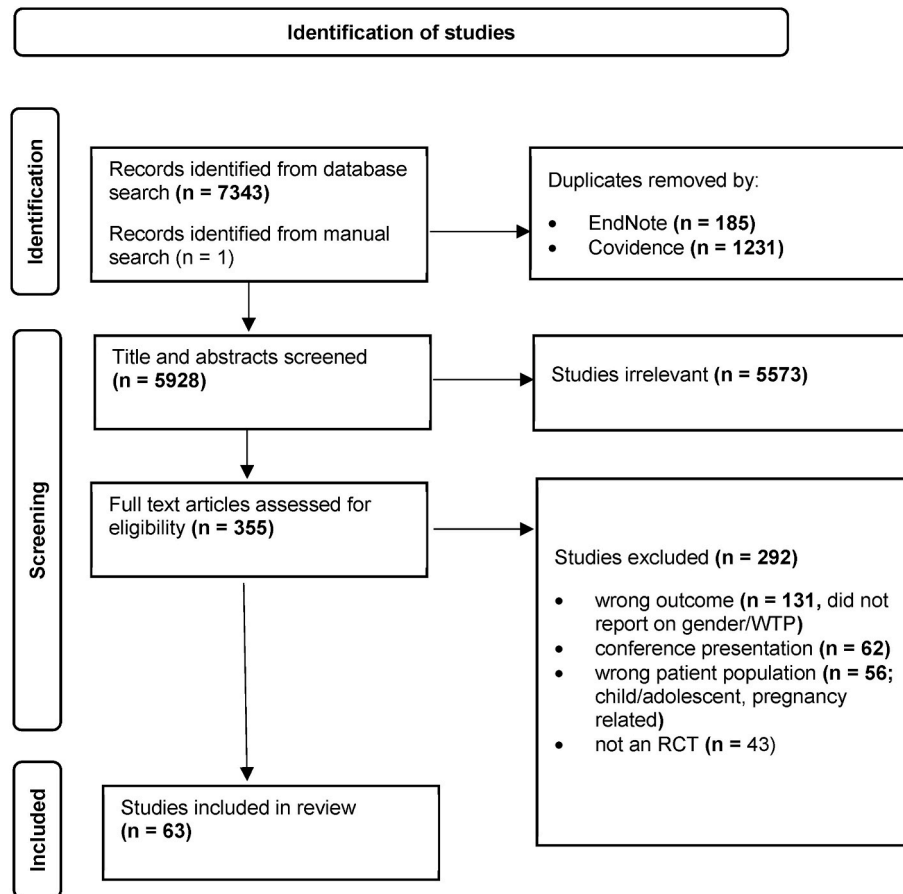 Identification of studies
Identification
Records identified from database
search (n = 7343)
Records identified from manual
search (n = 1)
Duplicates removed by:
• EndNote (n = 185)
• Covidence (n = 1231)
Screening
Title and abstracts screened
(n = 5928)
Studies irrelevant (n = 5573)
Full text articles assessed for
eligibility (n = 355)
Studies excluded (n = 292)
• wrong outcome (n = 131, did not
report on gender/WTP)
• conference presentation (n = 62)
• wrong patient population (n = 56;
child/adolescent, pregnancy
related)
• not an RCT (n = 43)
Included
Studies included in review
(n = 63)